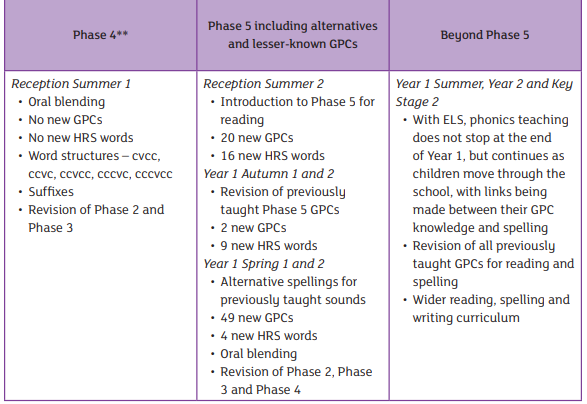 Phase 4**
Phase 5 including alternatives
and lesser-known GPCs
Beyond Phase 5
Reception Summer 1
• Oral blending
• No new GPCs
• No new HRS words
• Word structures – cvcc,
ccvc, ccvcc, cccvc, cccvcc
• Suffixes
• Revision of Phase 2 and
Phase 3
Reception Summer 2
• Introduction to Phase 5 for
reading
• 20 new GPCs
• 16 new HRS words
Year 1 Autumn 1 and 2
• Revision of previously
taught Phase 5 GPCs
• 2 new GPCs
• 9 new HRS words
Year 1 Spring 1 and 2
• Alternative spellings for
previously taught sounds
• 49 new GPCs
• 4 new HRS words
• Oral blending
• Revision of Phase 2, Phase
3 and Phase 4
Year 1 Summer, Year 2 and Key
Stage 2
• With ELS, phonics teaching
does not stop at the end
of Year 1, but continues as
children move through the
school, with links being
made between their GPC
knowledge and spelling
• Revision of all previously
taught GPCs for reading and
spelling
• Wider reading, spelling and
writing curriculum